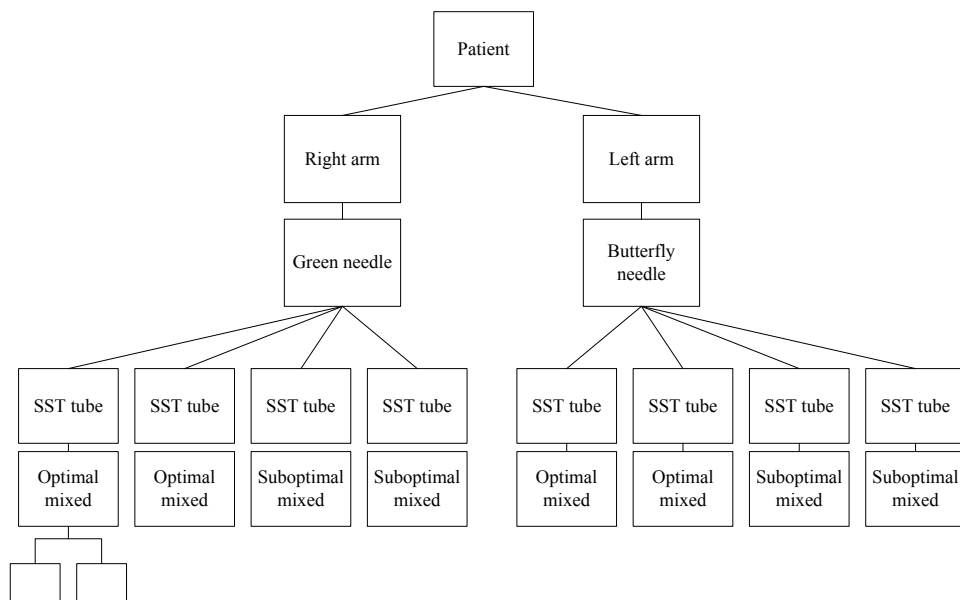 Patient
Right arm
Left arm
Green needle
Butterfly
needle
SST tube
SST tube
SST tube
SST tube
SST tube
SST tube
SST tube
SST tube
Optimal
mixed
Optimal
mixed
Suboptimal
mixed
Suboptimal
mixed
Optimal
mixed
Optimal
mixed
Suboptimal
mixed
Suboptimal
mixed